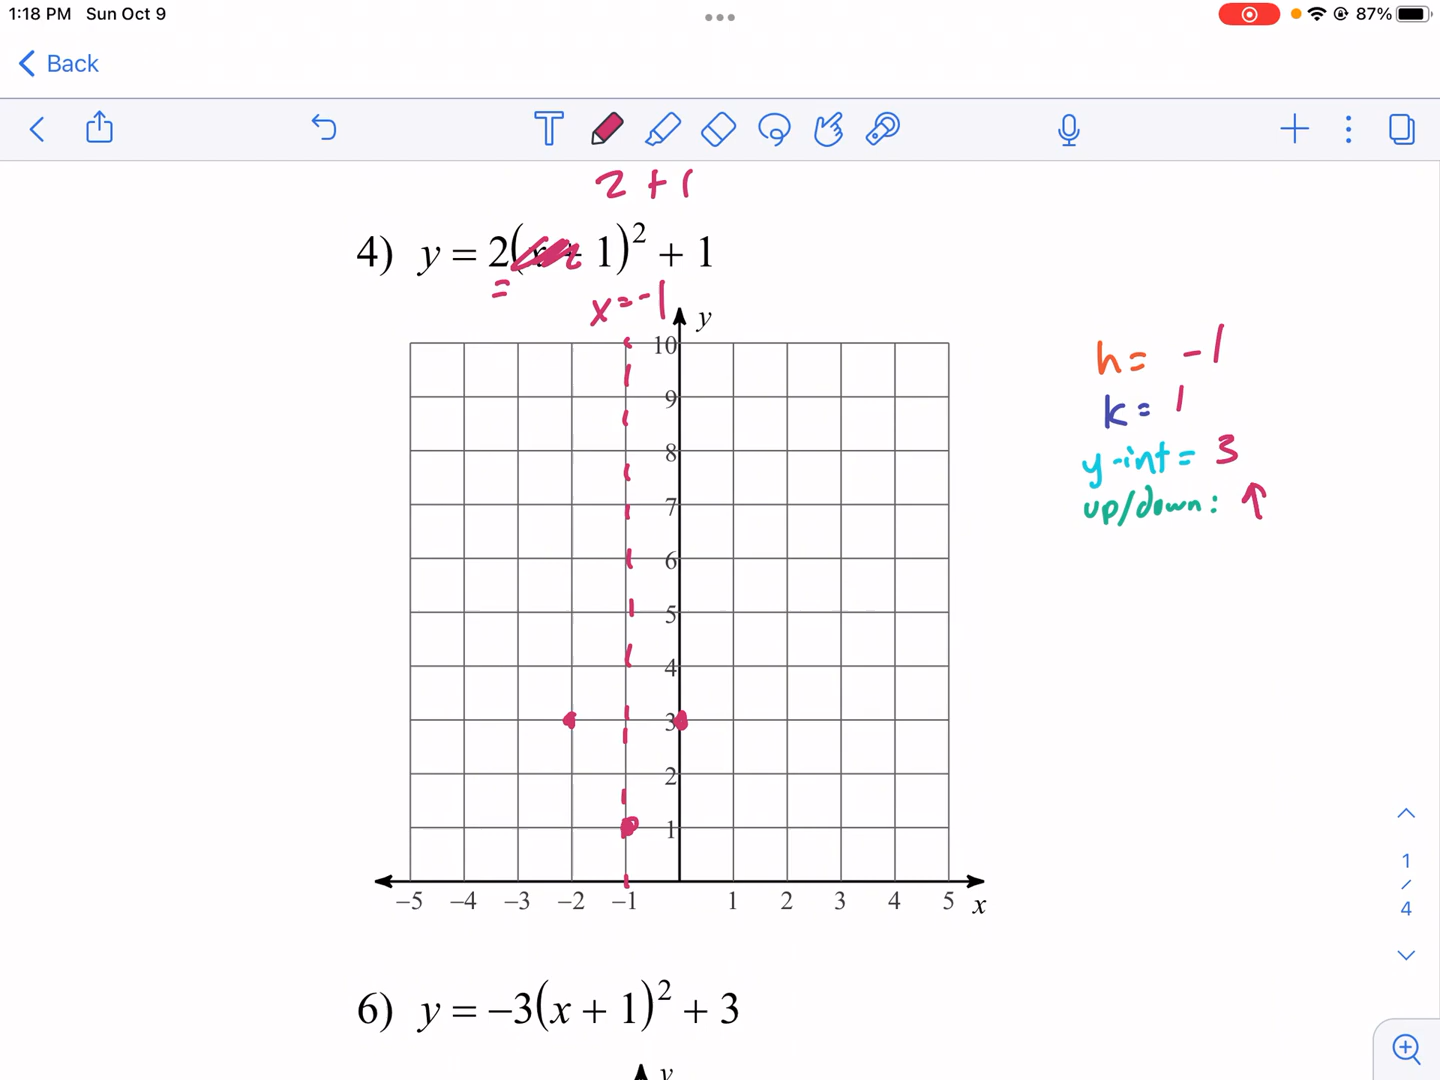 1:18 PM Sun Oct 9
87%
Back
T
2 + 1
4) y = 2( 1)² + 1
=
x = -1
y
10
9
8
7
6
5
4
3
2
1
−5 −4 −3 −2 −1 1 2 3 4 5 x
h = -1
k = 1
y-int = 3
up/down: ↑
1
/
4
6) y = −3(x + 1)² + 3
y